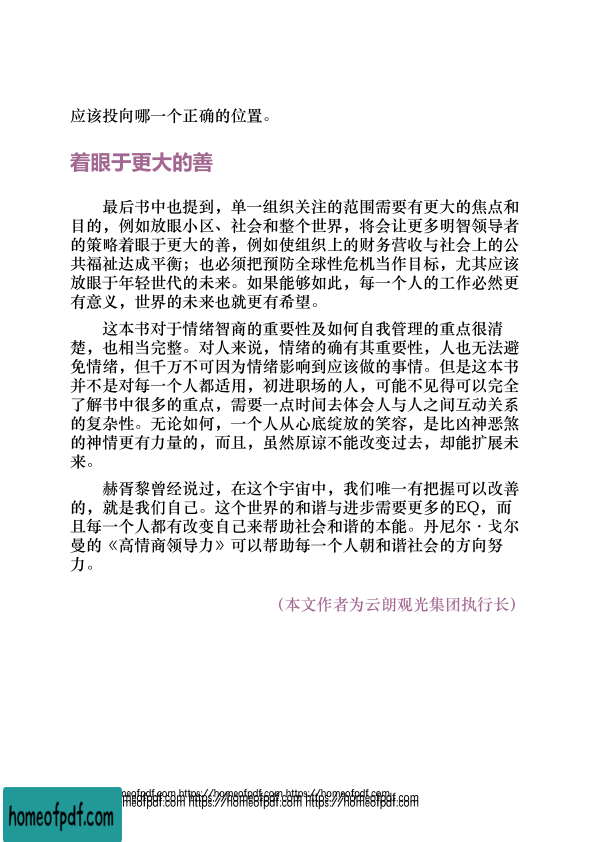 应该投向哪一个正确的位置。
着眼于更大的善
最后书中也提到，单一组织关注的范围需要有更大的焦点和
目的，例如放眼小区、社会和整个世界，将会让更多明智领导者
的策略着眼于更大的善，例如使组织上的财务营收与社会上的公
共福祉达成平衡；也必须把预防全球性危机当作目标，尤其应该
放眼于年轻世代的未来。如果能够如此，每一个人的工作必然更
有意义，世界的未来也就更有希望。
这本书对于情绪智商的重要性及如何自我管理的重点很清
楚，也相当完整。对人来说，情绪的确有其重要性，人也无法避
免情绪，但千万不可因为情绪影响到应该做的事情。但是这本书
并不是对每一个人都适用，初进职场的人，可能不见得可以完全
了解书中很多的重点，需要一点时间去体会人与人之间互动关系
的复杂性。无论如何，一个人从心底绽放的笑容，是比凶神恶煞
的神情更有力量的，而且，虽然原谅不能改变过去，却能扩展未
来。
赫胥黎曾经说过，在这个宇宙中，我们唯一有把握可以改善
的，就是我们自己。这个世界的和谐与进步需要更多的EQ，而
且每一个人都有改变自己来帮助社会和谐的本能。丹尼尔·戈尔
曼的《高情商领导力》可以帮助每一个人朝和谐社会的方向努
力。
（本文作者为云朗观光集团执行长）
homeofpdf.com https://homeofpdf.com https://homeofpdf.com
homeofpdf.com https://homeofpdf.com https://homeofpdf.com
homeofpdf.com